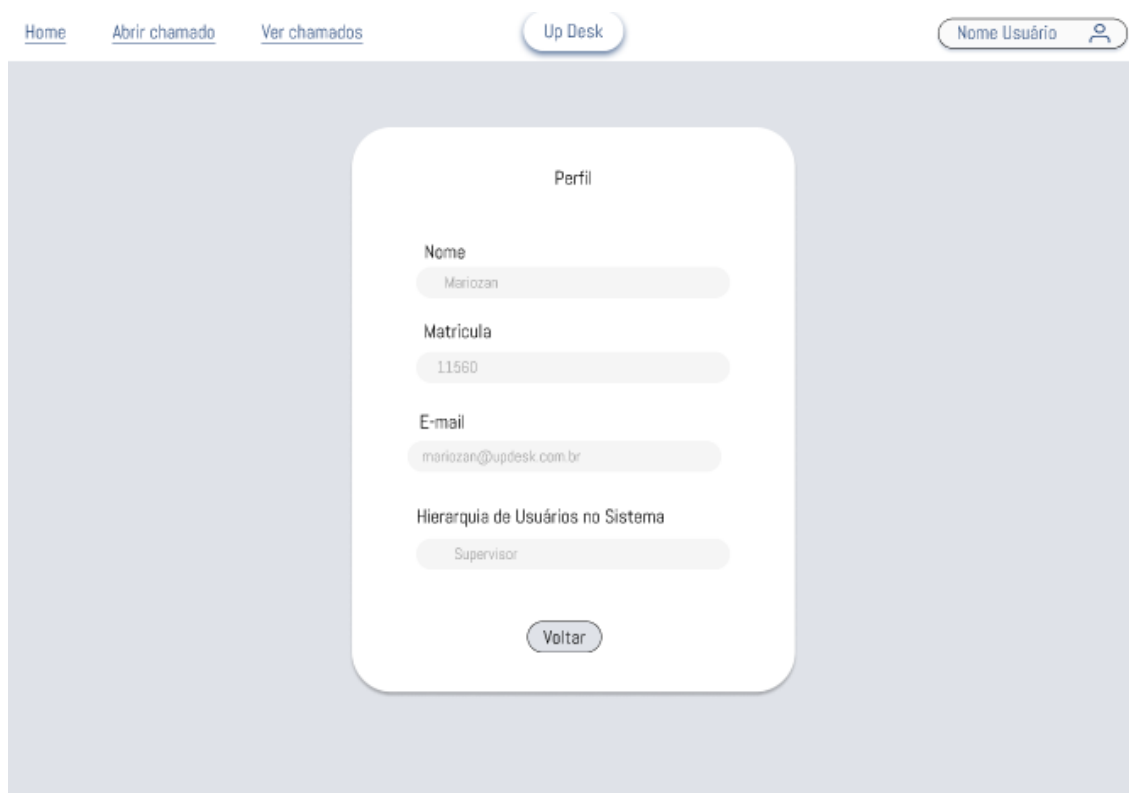 Home Abrir chamado Ver chamados Up Desk Nome Usuário
Perfil
Nome
Mariozan
Matrícula
11560
E-mail
mariozan@updesk.com.br
Hierarquia de Usuários no Sistema
Supervisor
Voltar